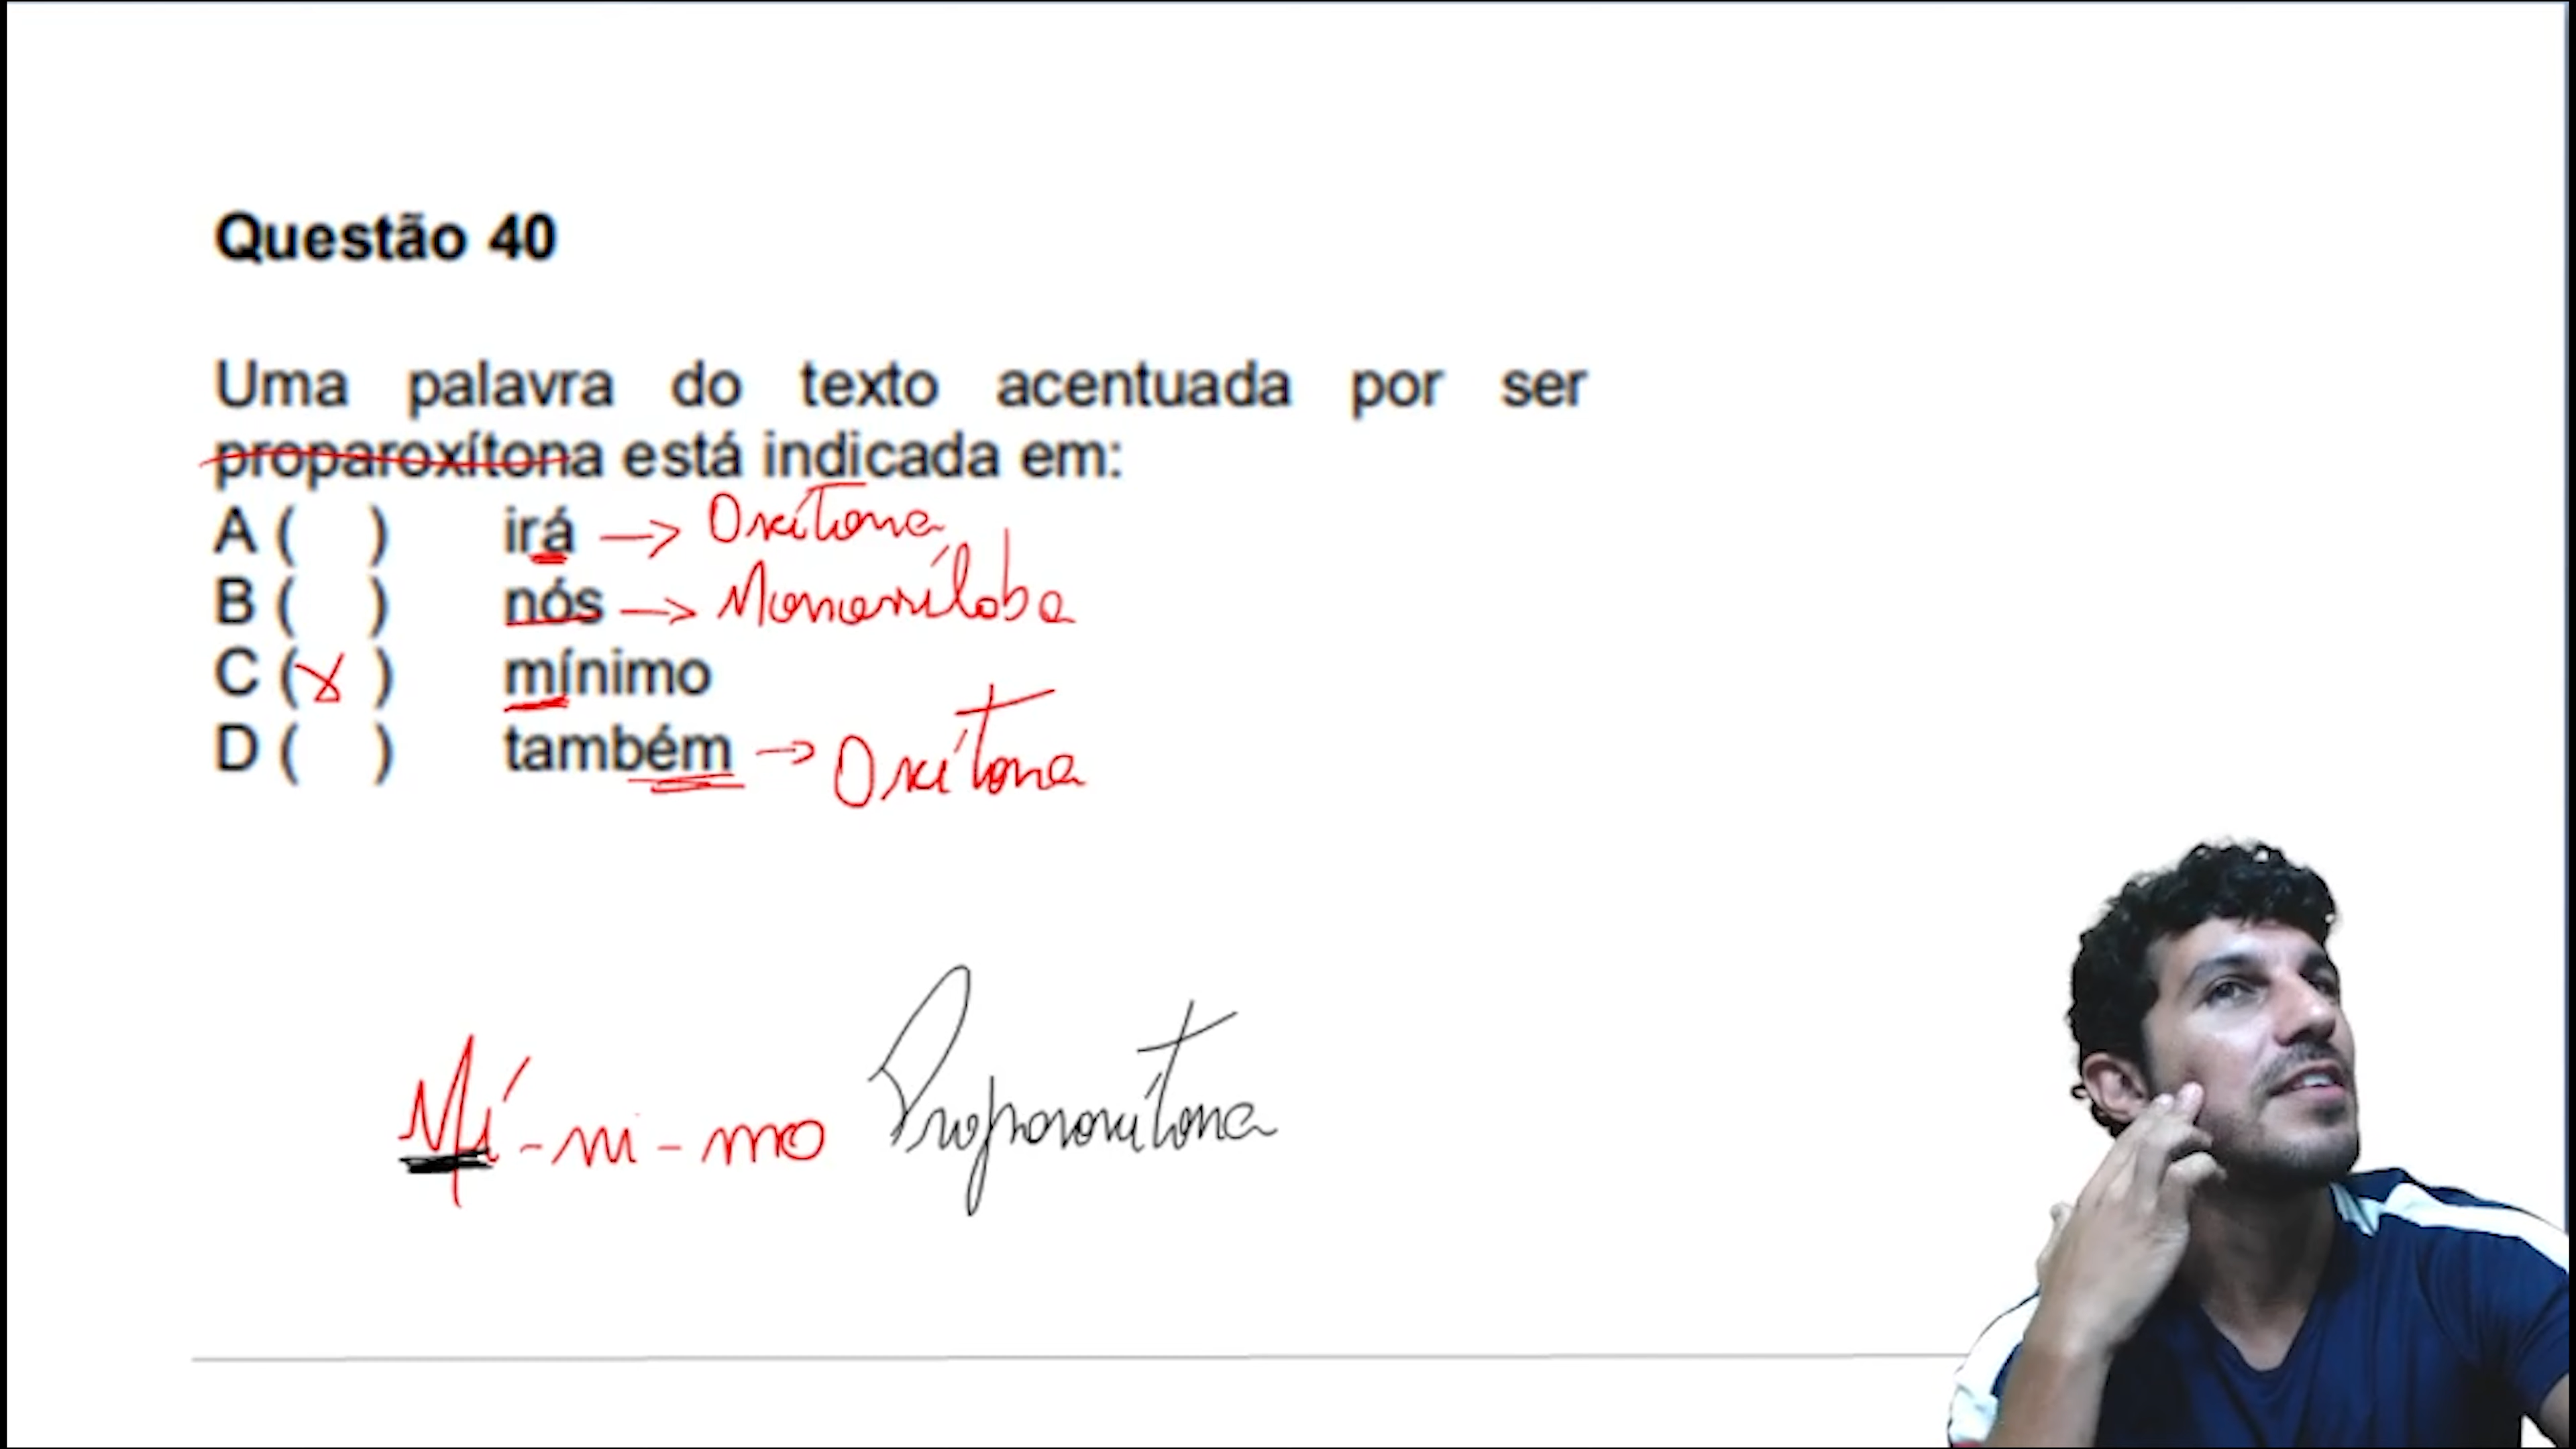 Questão 40
Uma palavra do texto acentuada por ser
proparoxítona está indicada em:
A ( ) irá → Oxítona
B ( ) nós → Monossílaba
C (x) mínimo
D ( ) também → Oxítona
Mí-ni-mo Proparoxítona